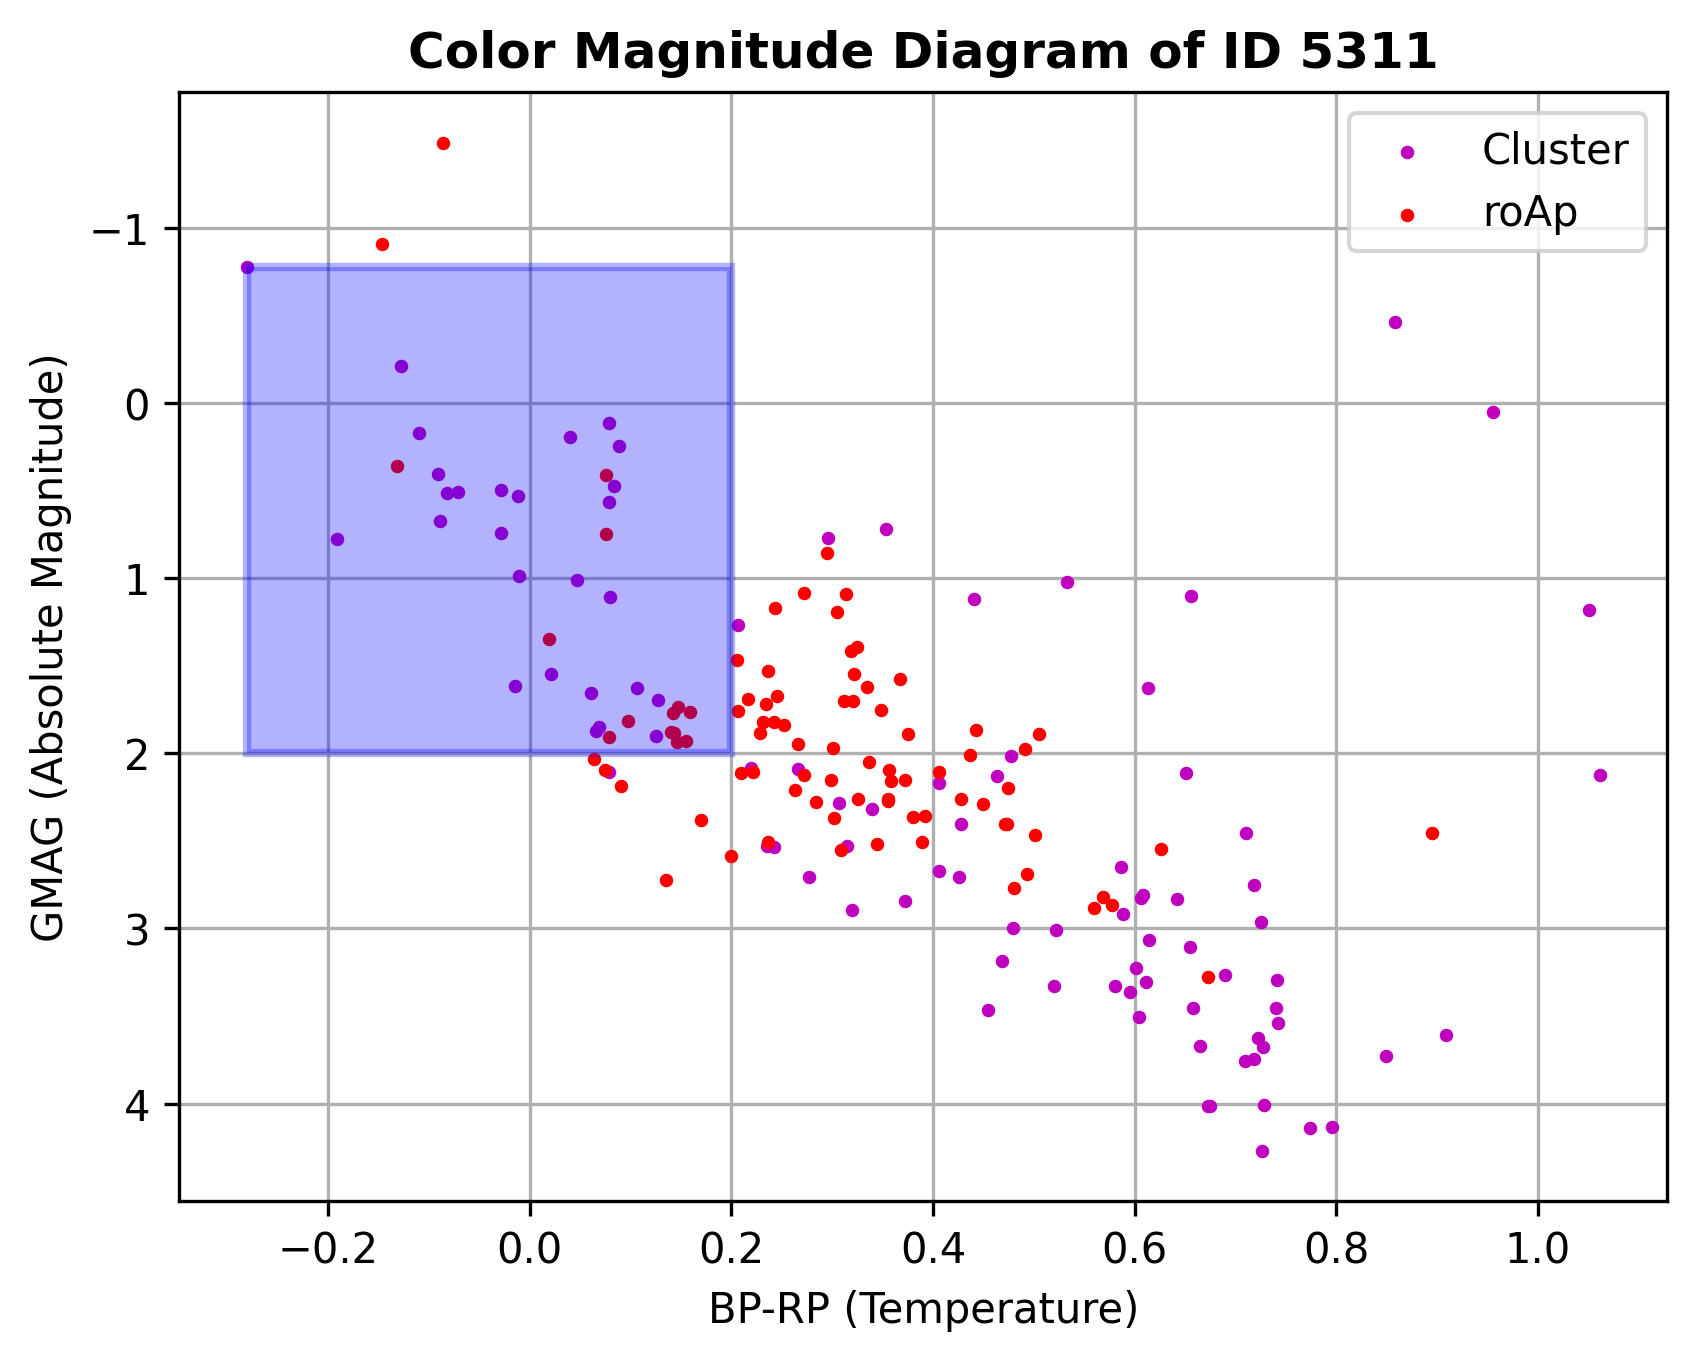 Color Magnitude Diagram of ID 5311
Cluster
roAp
GMAG (Absolute Magnitude)
−1
0
1
2
3
4
−0.2 0.0 0.2 0.4 0.6 0.8 1.0
BP-RP (Temperature)